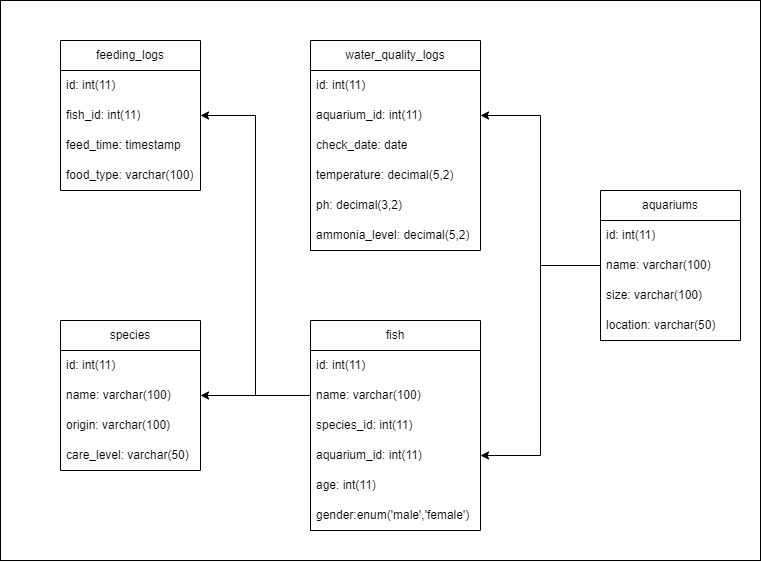 feeding_logs
id: int(11)
fish_id: int(11)
feed_time: timestamp
food_type: varchar(100)
water_quality_logs
id: int(11)
aquarium_id: int(11)
check_date: date
temperature: decimal(5,2)
ph: decimal(3,2)
ammonia_level: decimal(5,2)
aquariums
id: int(11)
name: varchar(100)
size: varchar(100)
location: varchar(50)
species
id: int(11)
name: varchar(100)
origin: varchar(100)
care_level: varchar(50)
fish
id: int(11)
name: varchar(100)
species_id: int(11)
aquarium_id: int(11)
age: int(11)
gender:enum('male','female')